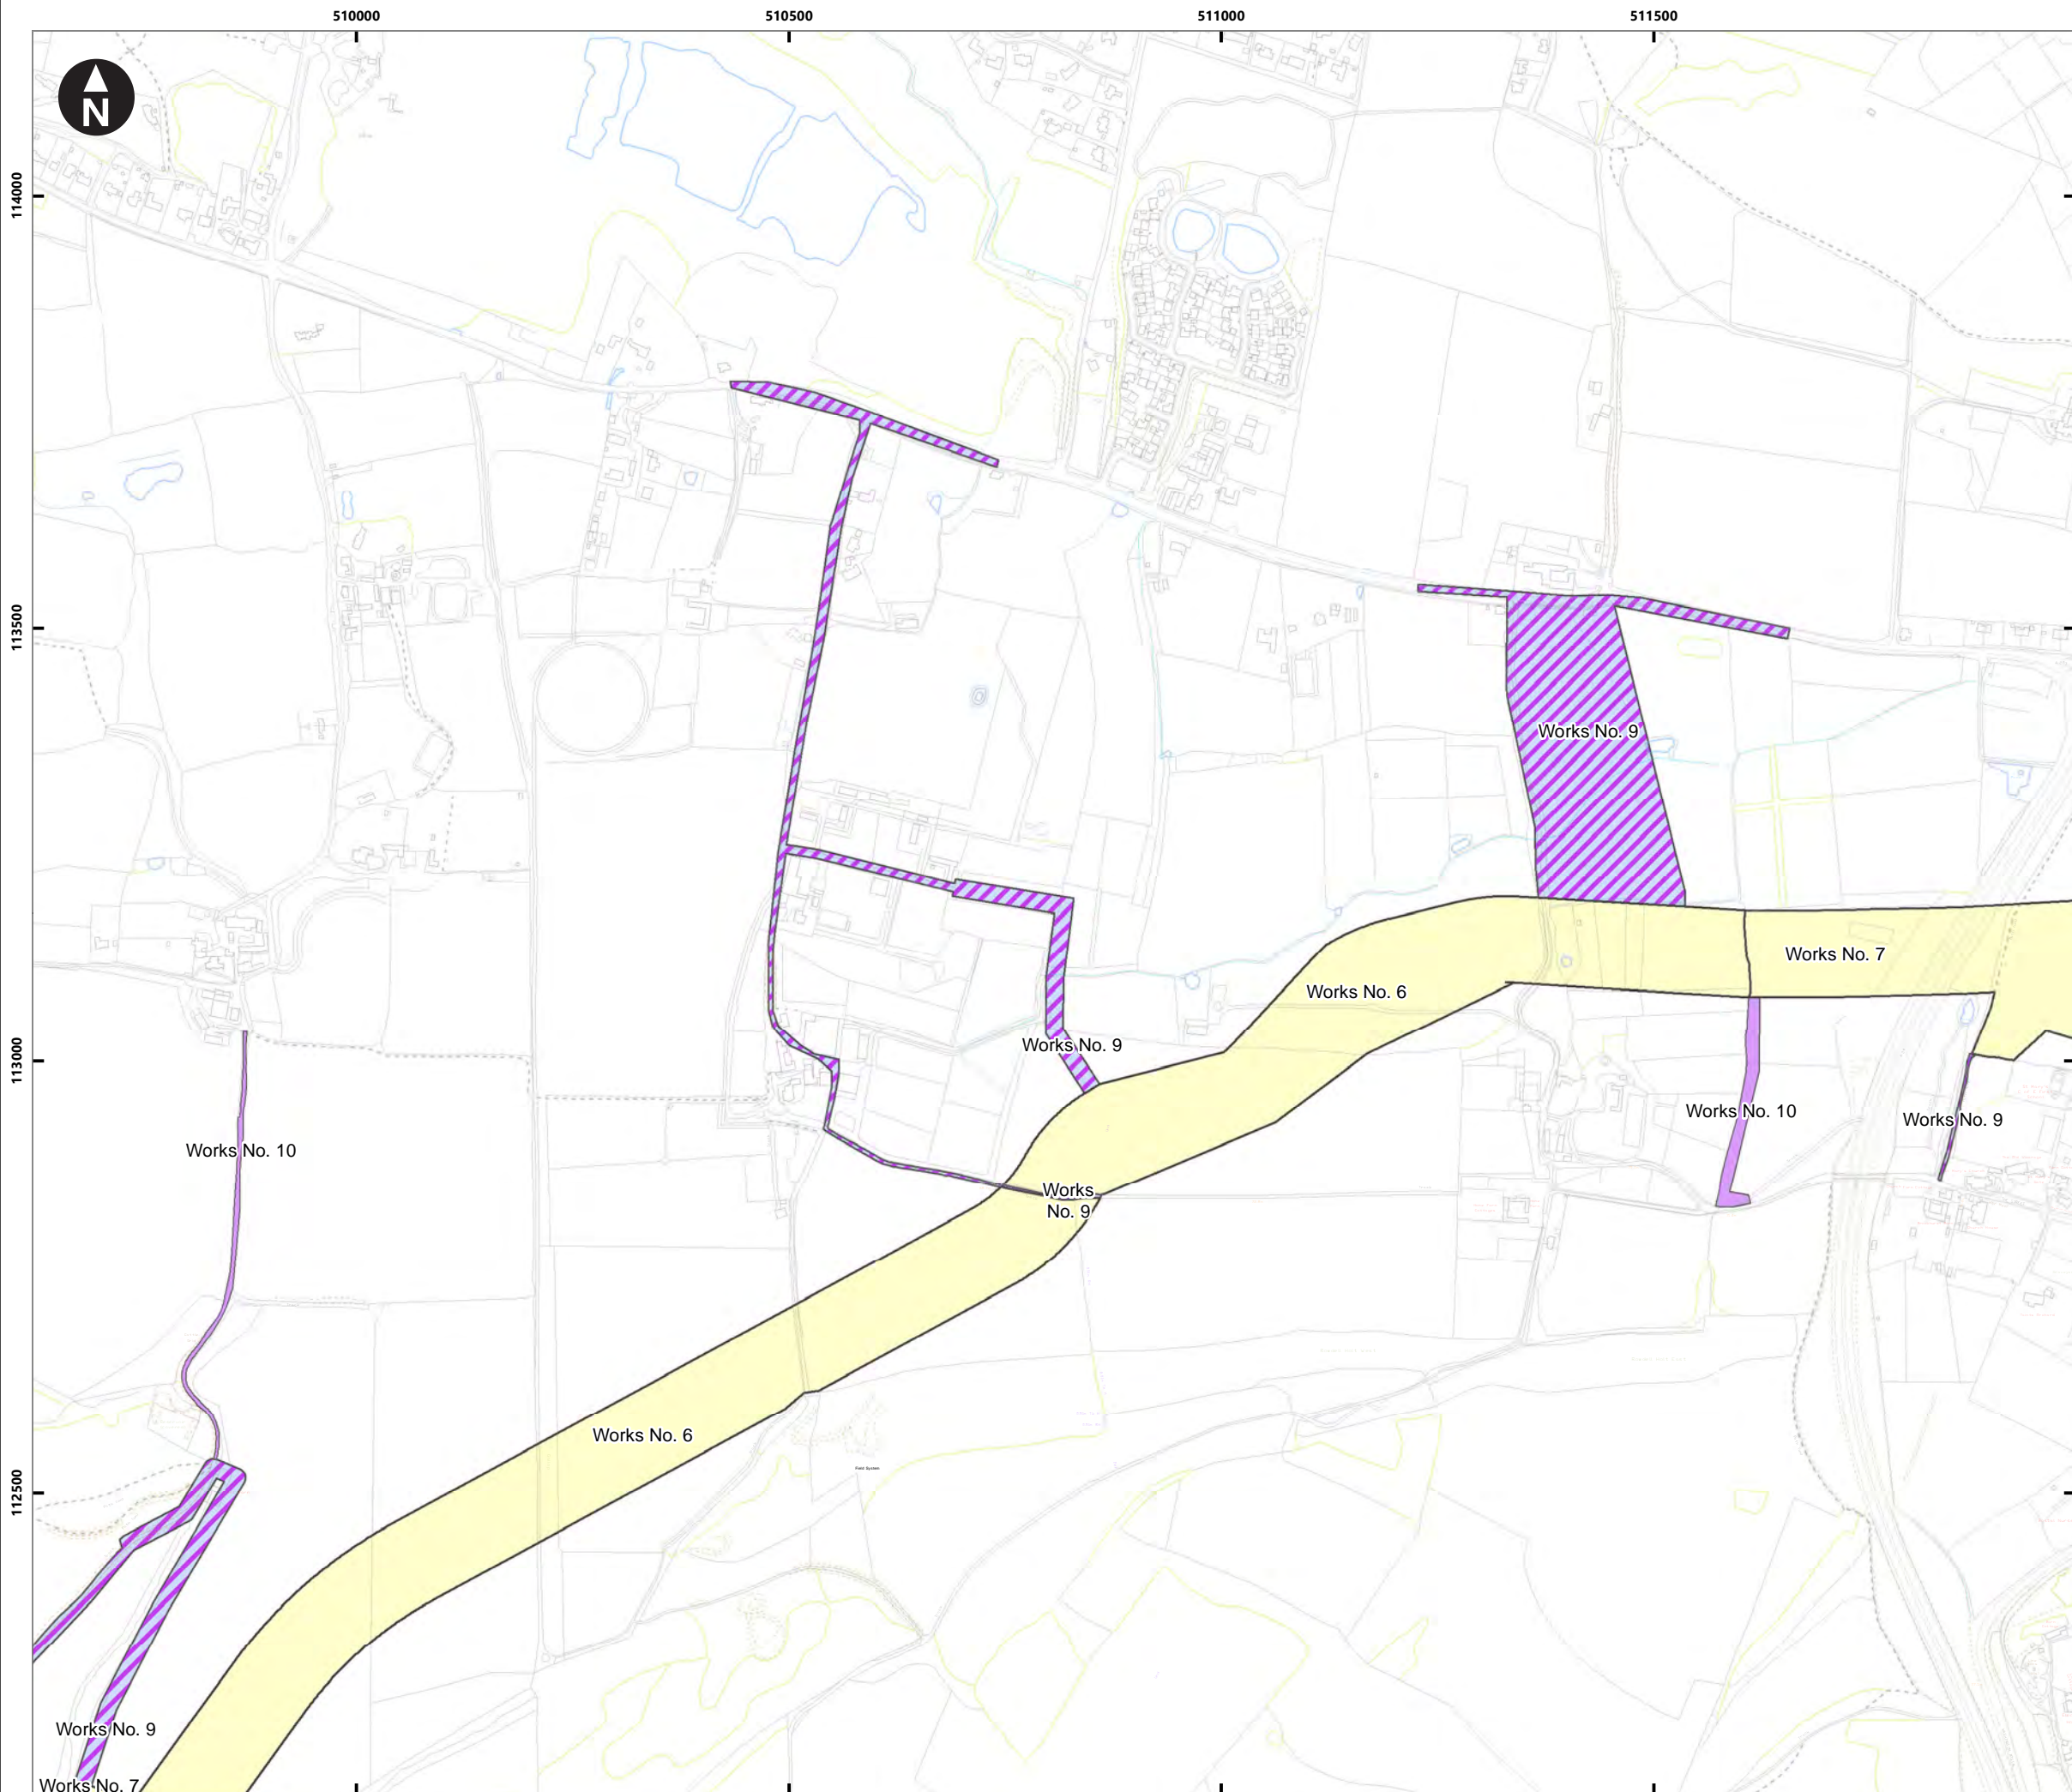 510000
510500
511000
511500
N
114000
113500
Works No. 9
113000
Works No. 7
Works No. 6
Works No. 9
Works No. 10
Works No. 9
Works No. 10
Works
No. 9
Works No. 6
Field System
112500
Works No. 9
Works No. 7